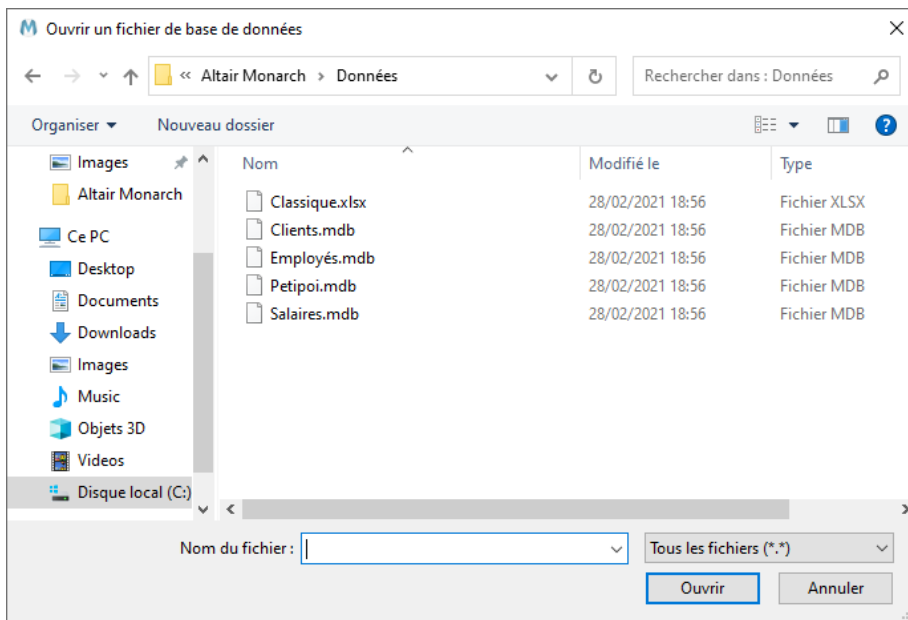 Ouvrir un fichier de base de données
« Altair Monarch > Données
Rechercher dans : Données
Organiser Nouveau dossier
Nom Modifié le Type
Images
Altair Monarch
Ce PC
Desktop
Documents
Downloads
Images
Music
Objets 3D
Videos
Disque local (C:)
Classique.xlsx 28/02/2021 18:56 Fichier XLSX
Clients.mdb 28/02/2021 18:56 Fichier MDB
Employés.mdb 28/02/2021 18:56 Fichier MDB
Petipoi.mdb 28/02/2021 18:56 Fichier MDB
Salaires.mdb 28/02/2021 18:56 Fichier MDB
Nom du fichier :
Tous les fichiers (*.*)
Ouvrir Annuler